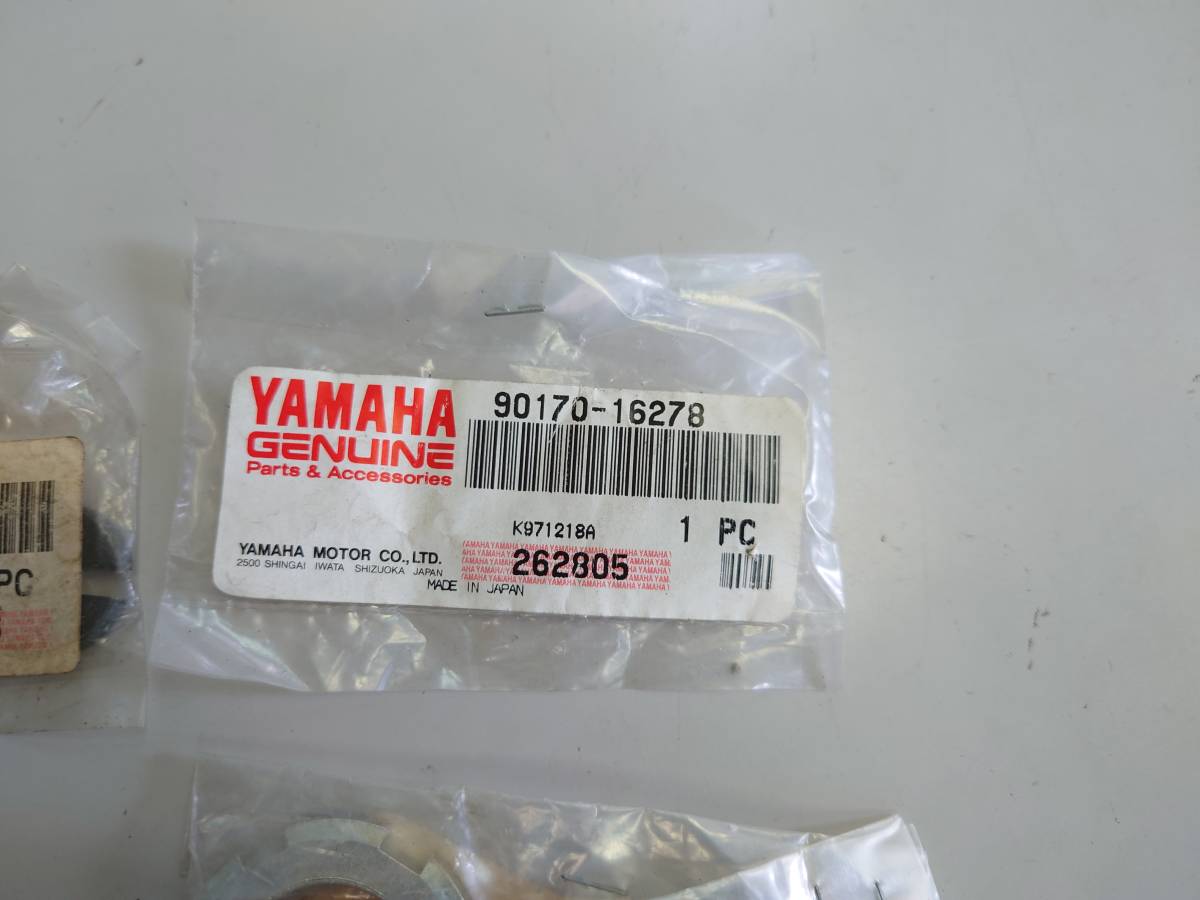 YAMAHA
GENUINE
Parts & Accessories
90170-16278
K971218A
1 PC
YAMAHA MOTOR CO., LTD.
2500 SHINGAI IWATA SHIZUOKA JAPAN
262805
MADE IN JAPAN
PC